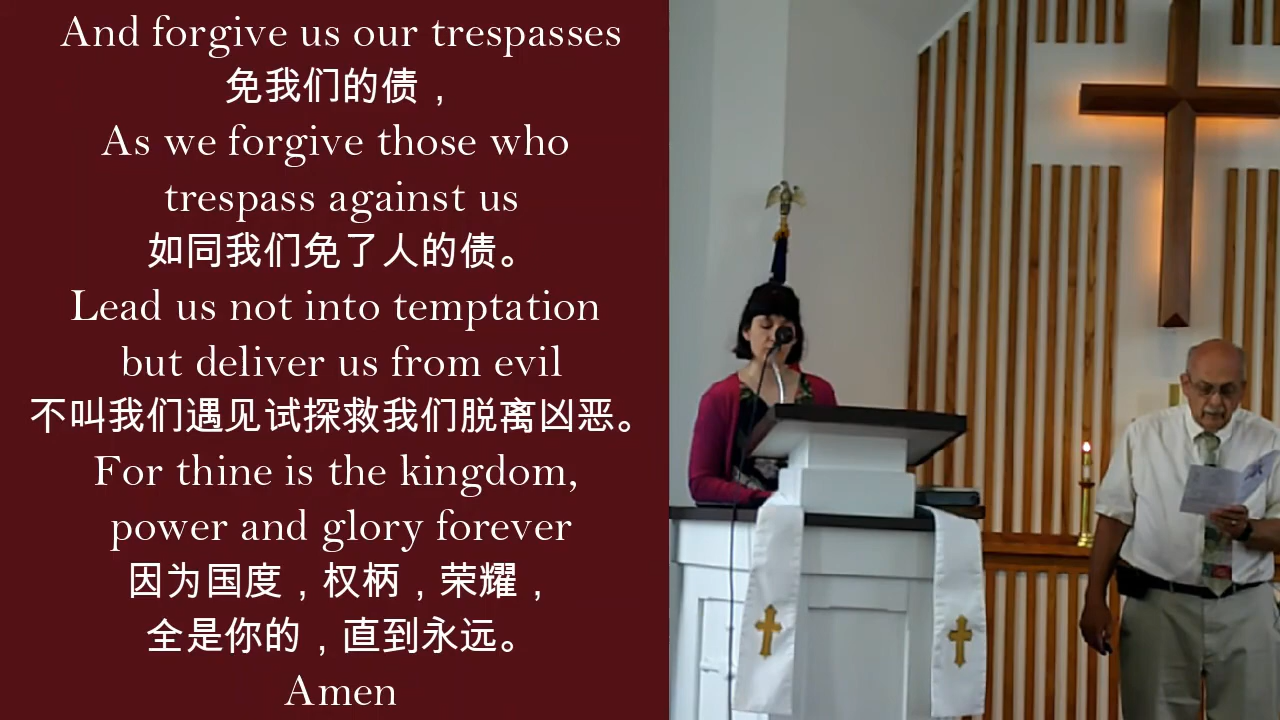 And forgive us our trespasses
免我们的债，
As we forgive those who
trespass against us
如同我们免了人的债。
Lead us not into temptation
but deliver us from evil
不叫我们遇见试探救我们脱离凶恶。
For thine is the kingdom,
power and glory forever
因为国度，权柄，荣耀，
全是你的，直到永远。
Amen